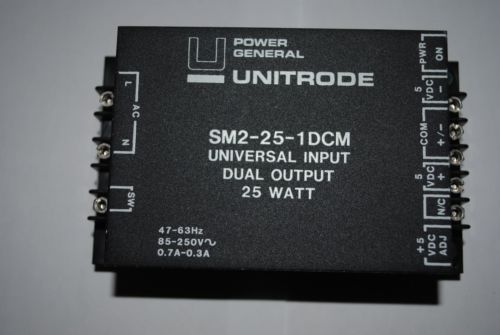 POWER
GENERAL
UNITRODE
SM2-25-1DCM
UNIVERSAL INPUT
DUAL OUTPUT
25 WATT
47-63Hz
85-250V∿
0.7A-0.3A
L
AC
N
SW
PWR
ON
5
VDC
-
COM
+/-
5
VDC
+
N/C
+5
VDC
ADJ